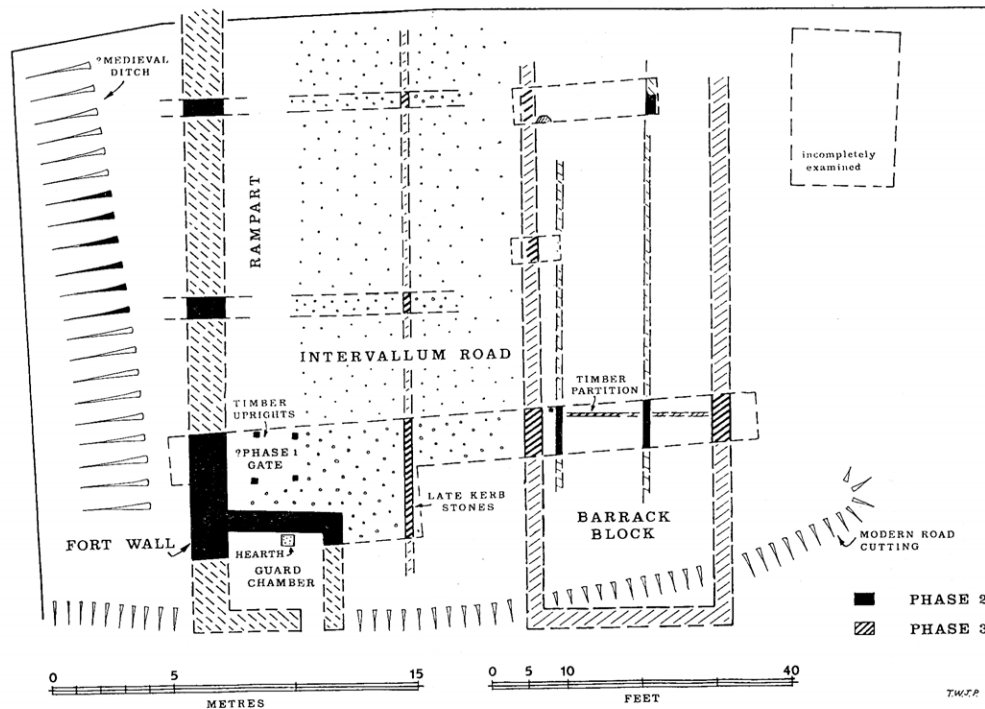 ?MEDIEVAL
DITCH
incompletely
examined
RAMPART
INTERVALLUM ROAD
TIMBER
PARTITION
TIMBER
UPRIGHTS
?PHASE 1
GATE
LATE KERB
STONES
BARRACK
BLOCK
FORT WALL
HEARTH
GUARD
CHAMBER
MODERN ROAD
CUTTING
PHASE 2
PHASE 3
0 5 15
METRES
0 5 10 40
FEET
T.W.J.P.